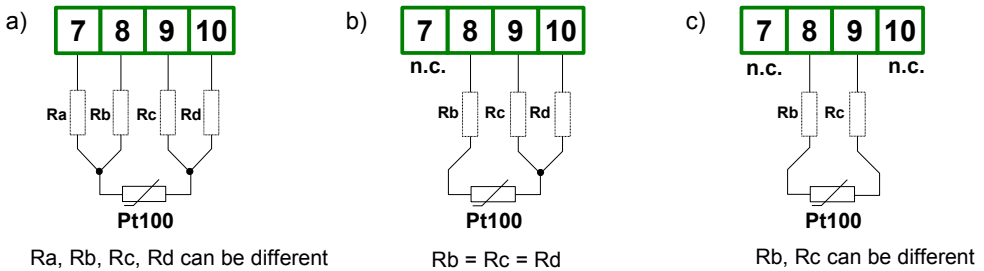 a)
7 8 9 10
Ra Rb Rc Rd
Pt100
Ra, Rb, Rc, Rd can be different
b)
7 8 9 10
n.c.
Rb Rc Rd
Pt100
Rb = Rc = Rd
c)
7 8 9 10
n.c. n.c.
Rb Rc
Pt100
Rb, Rc can be different